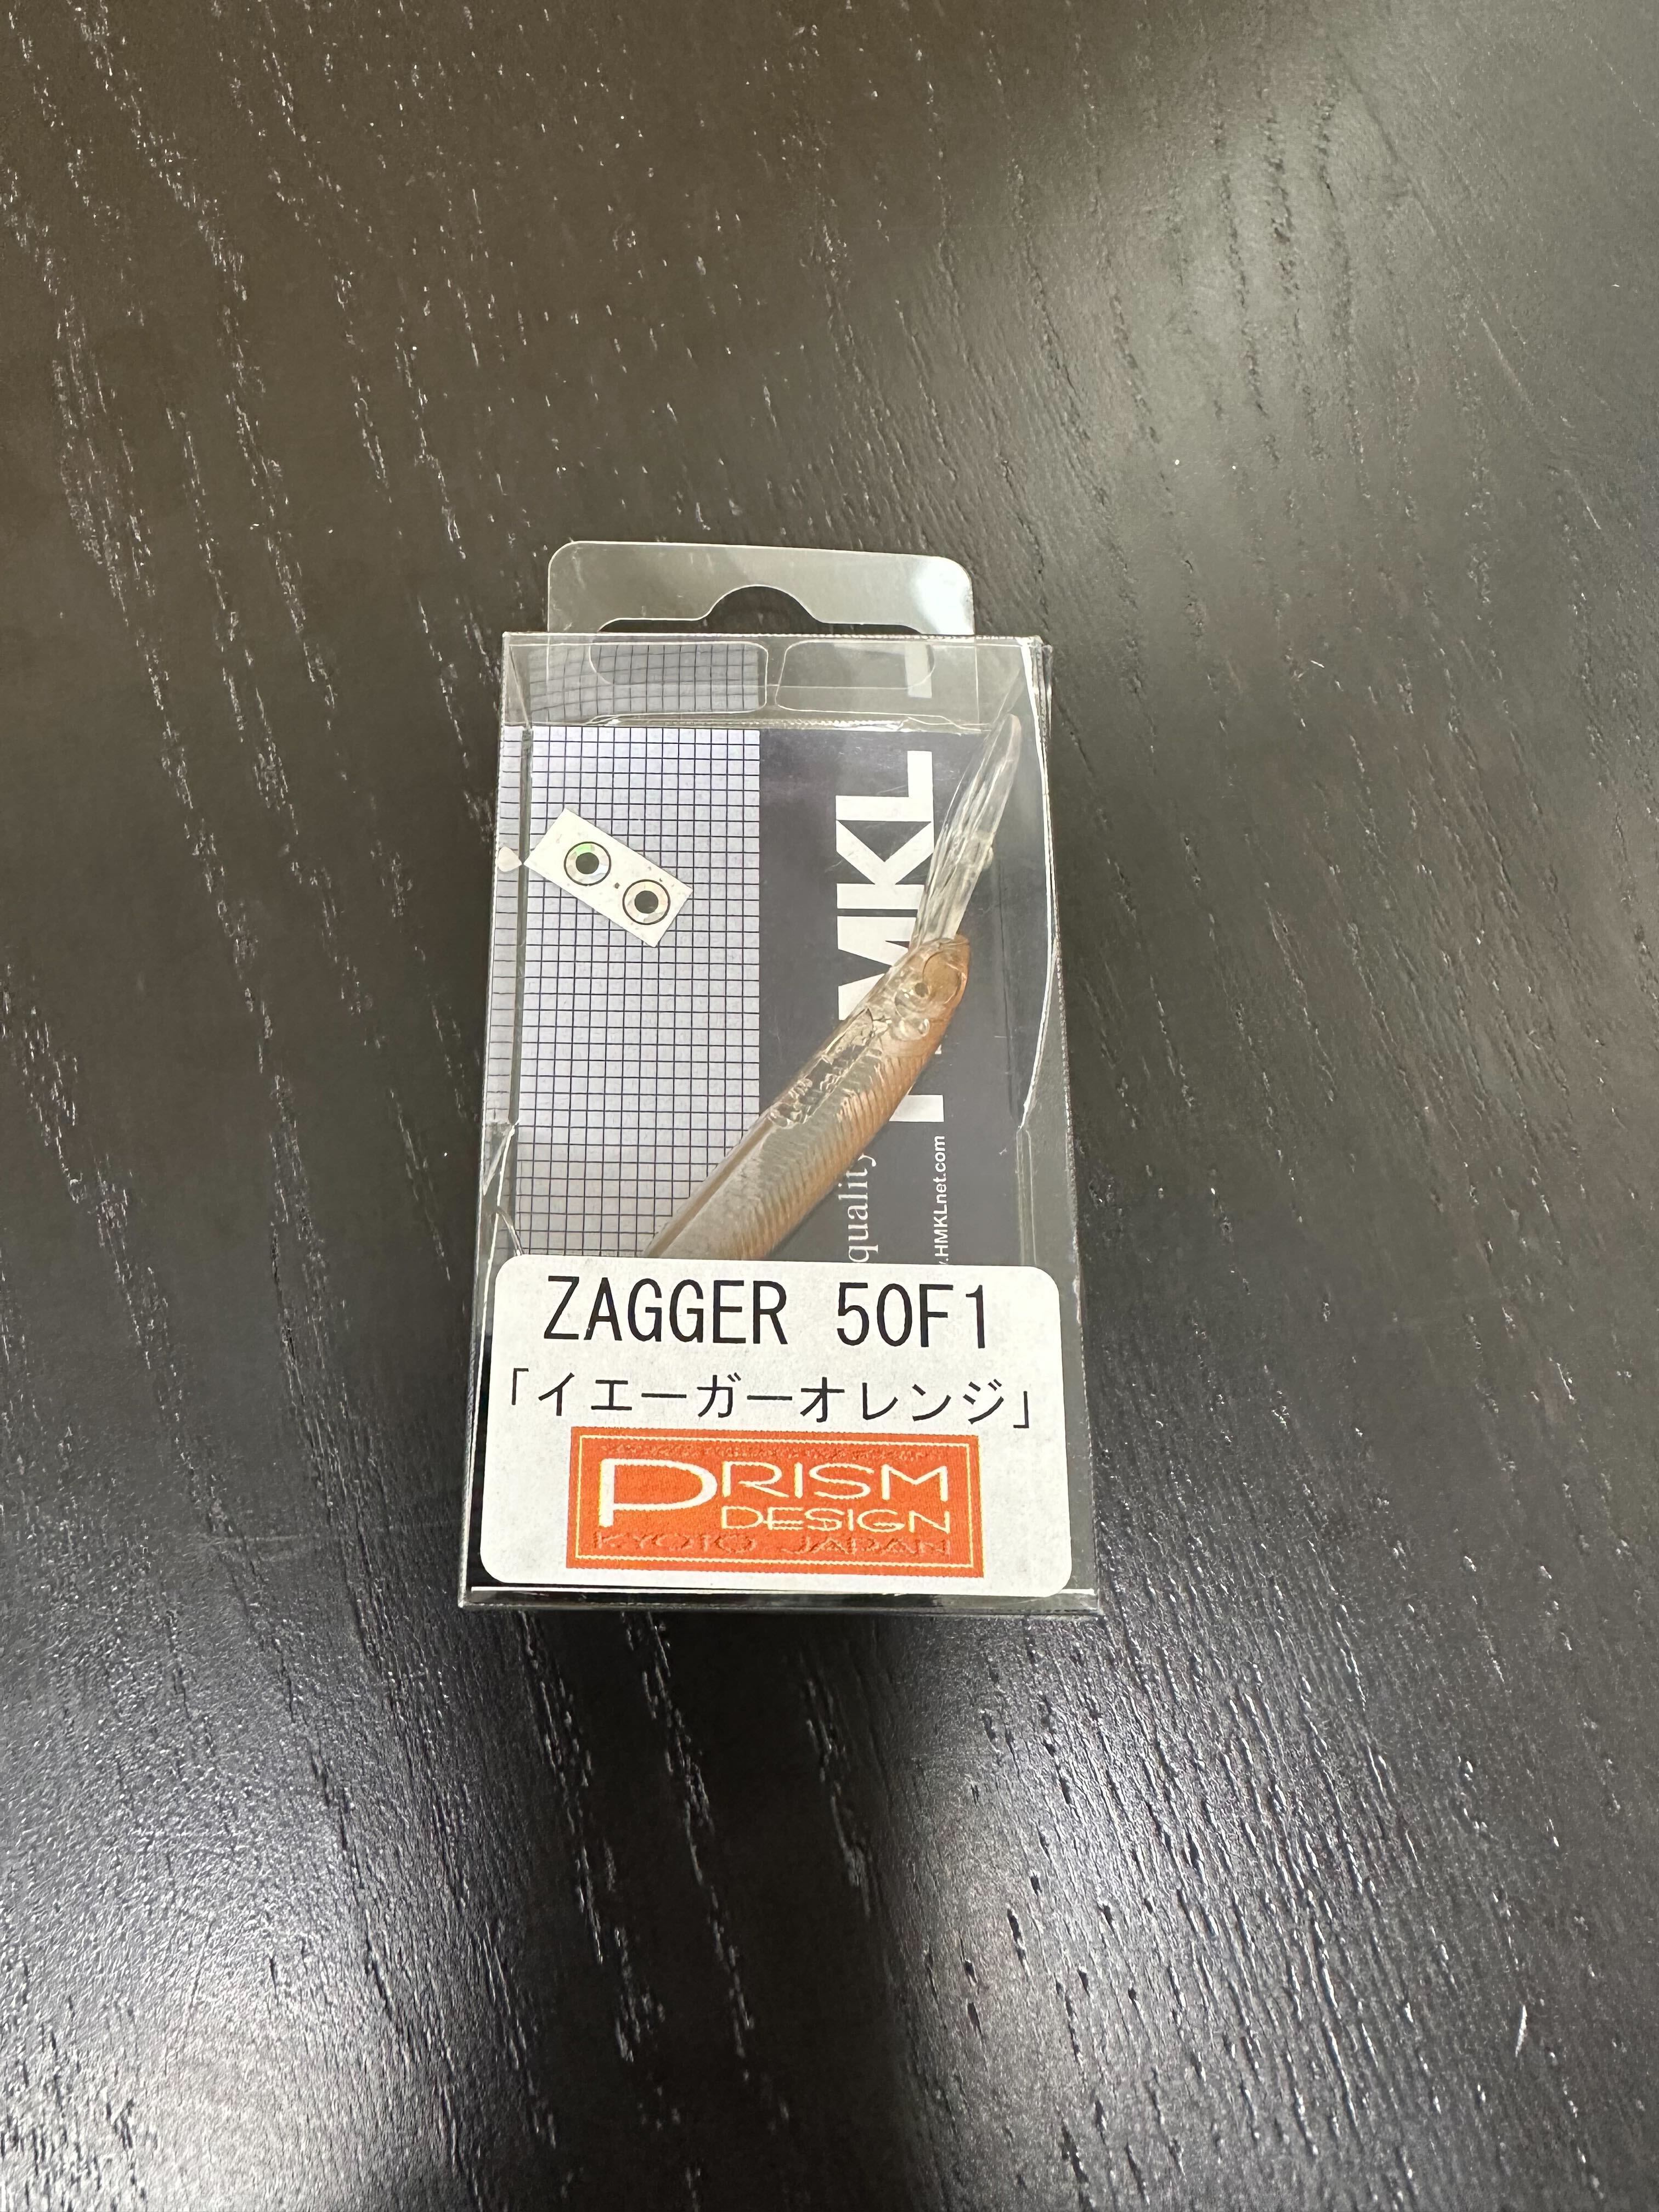 HMKL
quality
.HMKLnet.com
ZAGGER 50F1
「イエーガーオレンジ」
PRISM
DESIGN
KYOTO JAPAN